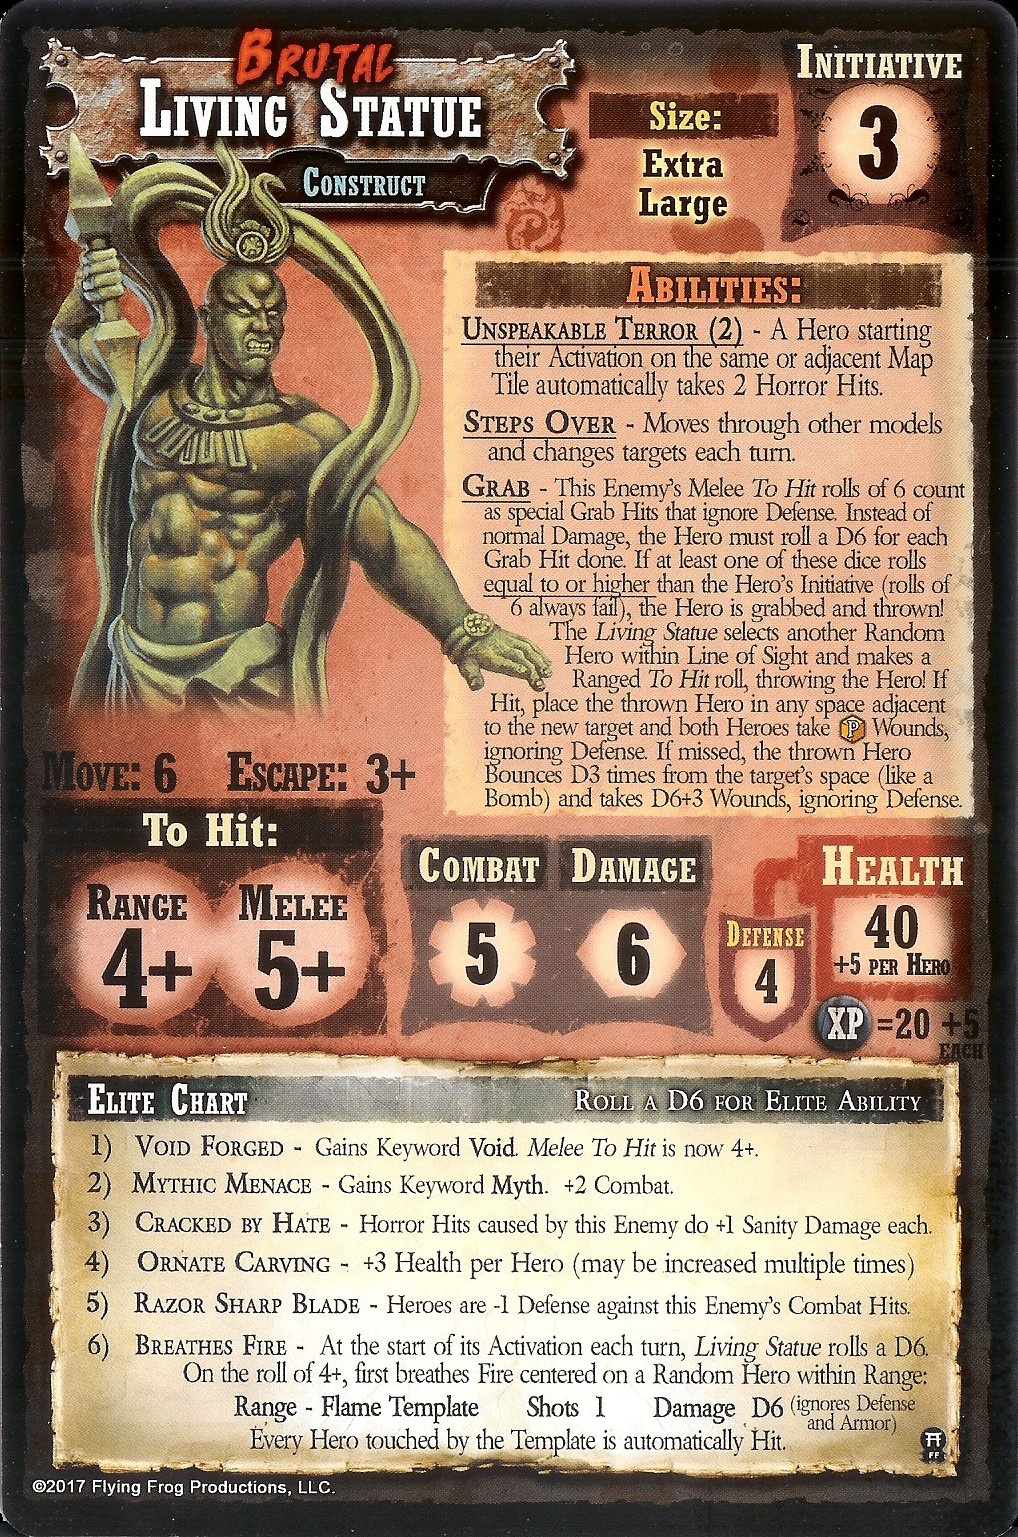 Brutal
Living Statue
Construct
Size:
Extra
Large
Initiative
3
Abilities:
Unspeakable Terror (2) - A Hero starting
their Activation on the same or adjacent Map
Tile automatically takes 2 Horror Hits.
Steps Over - Moves through other models
and changes targets each turn.
Grab - This Enemy's Melee To Hit rolls of 6 count
as special Grab Hits that ignore Defense. Instead of
normal Damage, the Hero must roll a D6 for each
Grab Hit done. If at least one of these dice rolls
equal to or higher than the Hero's Initiative (rolls of
6 always fail), the Hero is grabbed and thrown!
The Living Statue selects another Random
Hero within Line of Sight and makes a
Ranged To Hit roll, throwing the Hero! If
Hit, place the thrown Hero in any space adjacent
to the new target and both Heroes take P Wounds,
ignoring Defense. If missed, the thrown Hero
Bounces D3 times from the target's space (like a
Bomb) and takes D6+3 Wounds, ignoring Defense.
Move: 6 Escape: 3+
To Hit:
Range
4+
Melee
5+
Combat
5
Damage
6
Defense
4
Health
40
+5 per Hero
XP =20 +5
each
Elite Chart Roll a D6 for Elite Ability
1) Void Forged - Gains Keyword Void. Melee To Hit is now 4+.
2) Mythic Menace - Gains Keyword Myth. +2 Combat.
3) Cracked by Hate - Horror Hits caused by this Enemy do +1 Sanity Damage each.
4) Ornate Carving - +3 Health per Hero (may be increased multiple times)
5) Razor Sharp Blade - Heroes are -1 Defense against this Enemy's Combat Hits.
6) Breathes Fire - At the start of its Activation each turn, Living Statue rolls a D6.
On the roll of 4+, first breathes Fire centered on a Random Hero within Range:
Range - Flame Template Shots 1 Damage D6 (ignores Defense
and Armor)
Every Hero touched by the Template is automatically Hit.
FF
©2017 Flying Frog Productions, LLC.